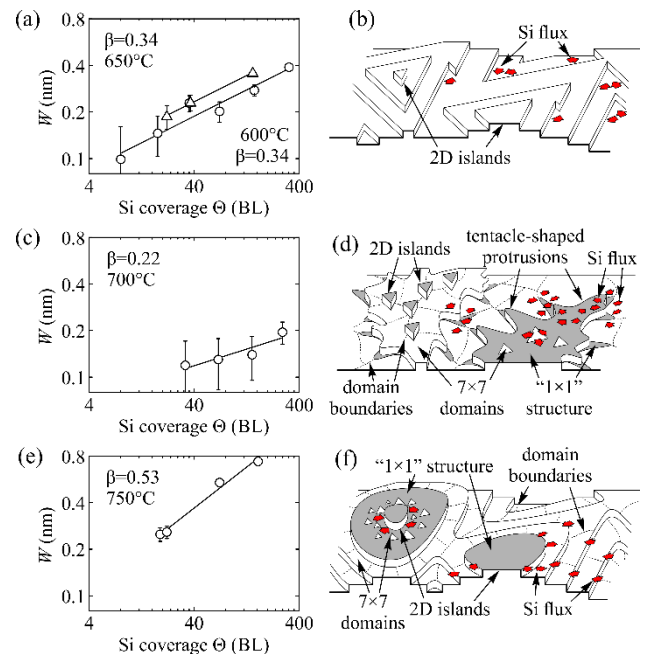 (a)
β=0.34
650°C
600°C
β=0.34
W (nm)
0.8
0.4
0.2
0.1
4
40
400
Si coverage Θ (BL)
(b)
Si flux
2D islands
(c)
β=0.22
700°C
W (nm)
0.8
0.4
0.2
0.1
4
40
400
Si coverage Θ (BL)
(d)
2D islands
tentacle-shaped
protrusions
Si flux
domain
boundaries
7×7
domains
“1×1”
structure
(e)
β=0.53
750°C
W (nm)
0.8
0.4
0.2
0.1
4
40
400
Si coverage Θ (BL)
(f)
“1×1” structure
domain
boundaries
7×7
domains
2D islands
Si flux